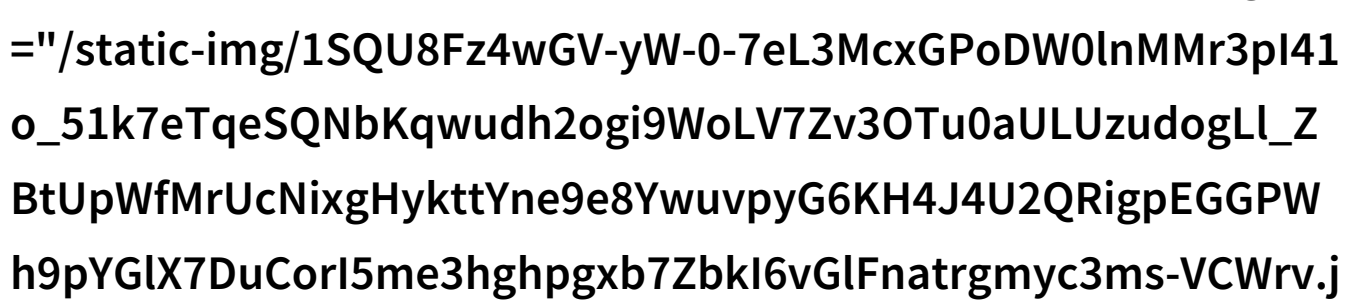 ="/static-img/1SQU8Fz4wGV-yW-0-7eL3McxGPoDW0lnMMr3pI41
o_51k7eTqeSQNbKqwudh2ogi9WoLV7Zv3OTu0aULUzudogLl_Z
BtUpWfMrUcNixgHykttYne9e8YwuvpyG6KH4J4U2QRigpEGGPW
h9pYGlX7DuCorI5me3hghpgxb7ZbkI6vGlFnatrgmyc3ms-VCWrv.j